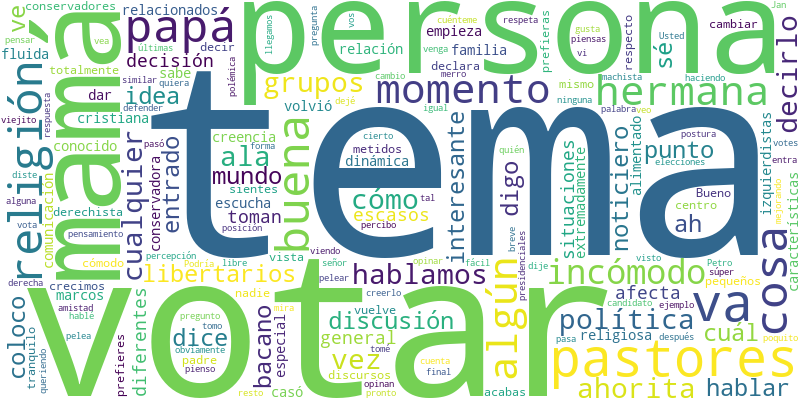 conservadores
relacionados
papá
persona
cuénteme
vos
respeta
Jan
pensar
ve
vea
últimas
decir
llegamos
pregunta
prefieras
relación
empieza
familia
declara
merro
respecto
gusta
piensas
vi
venga
cambiar
Usted
sé
haciendo
fluida
decisión
totalmente
sabe
similar
quiera
polémica
grupos
momento
cambio
mismo
ninguna
machista
hermana
decirlo
mamá
religión
idea
dar
cristiana
defender
volvió
dejé
igual
palabra
veo
postura
votes
viejito
respuesta
conocido
pasó
creencia
forma
cierto
quién
tema
buena
interesante
digo
situaciones
extremadamente
alimentado
noticiero
punto
elecciones
entra
izquierdistas
diste
cualquier
conservadora
entrado
ala
mundo
metidos
dinámica
sientes
escucha
toman
cómo
escasos
posición
percibo
tal
discursos
Bueno
centro
ah
mejorando
características
comunicación
derechista
alguna
pensamiento
vota
cómodo
percepción
Podría
libre
vista
viendo
opinar
señor
fácil
breve
presidenciales
visto
Petro
súper
pequeños
derecha
crecimos
libertarios
pelear
creerlo
hablamos
dije
incómodo
va
cosa
votar
coloco
marcos
amistad
nadie
mira
vuelve
discusión
algún
afecta
candidato
ejemplo
poquito
tranquilo
hablé
diferentes
pregunto
tomo
dice
bacano
especial
general
vez
política
religiosa
cuál
pasa
después
queriendo
pelea
prefieres
obviamente
pienso
padre
casó
tomé
discursos
opinan
cuenta
final
acabas
pastores
ahorita
hablar
resto
pronto